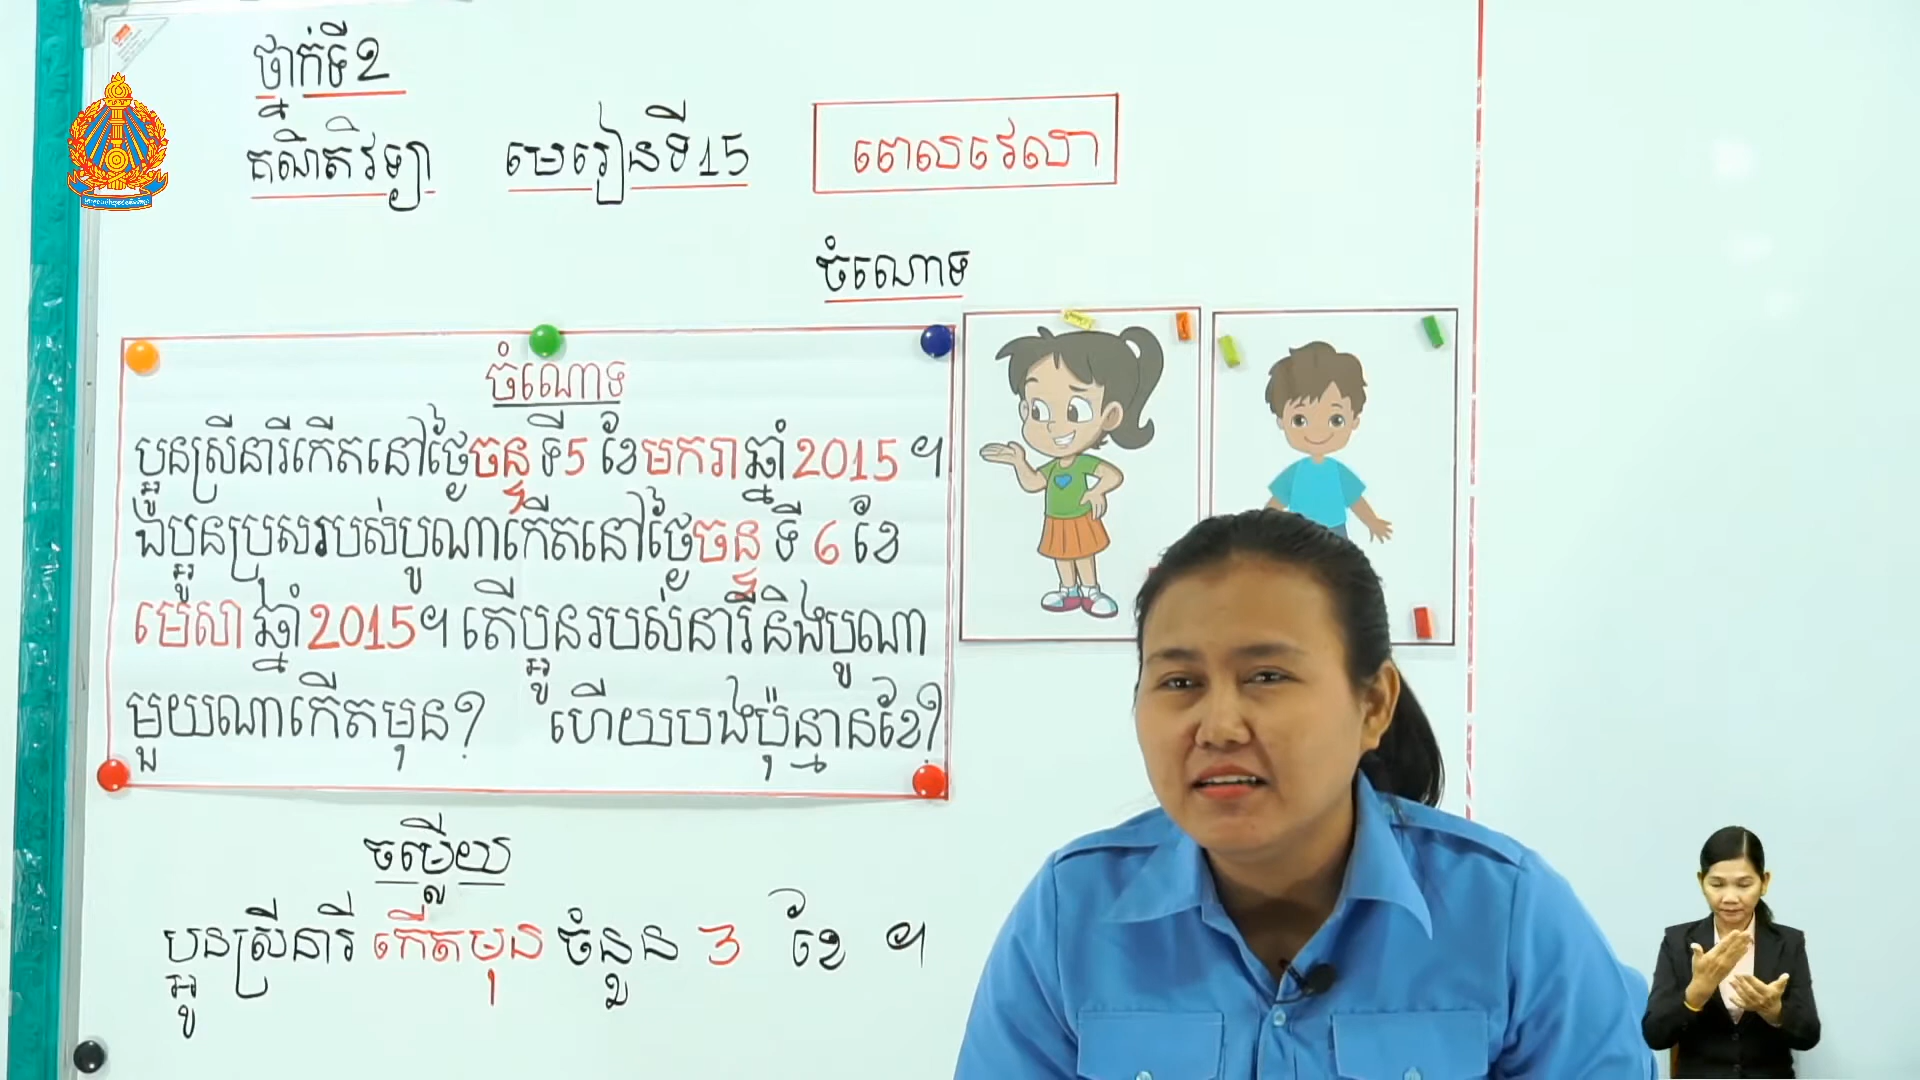 ថ្នាក់ទី២
គណិតវិទ្យា មេរៀនទី15 ពេលវេលា
ចំណោទ
ចំណោទ
ប្អូនស្រីនារីកើតនៅថ្ងៃចន្ទ ទី5 ខែមករាឆ្នាំ 2015 ។
ឯប្អូនប្រុសរបស់បូណាកើតនៅថ្ងៃចន្ទ ទី 6 ខែ
មេសា ឆ្នាំ 2015។ តើប្អូនរបស់នារី និងបូណា
មួយណាកើតមុន? ហើយបងប៉ុន្មានខែ?
ចម្លើយ
ប្អូនស្រីនារី កើតមុន ចំនួន 3 ខែ ។